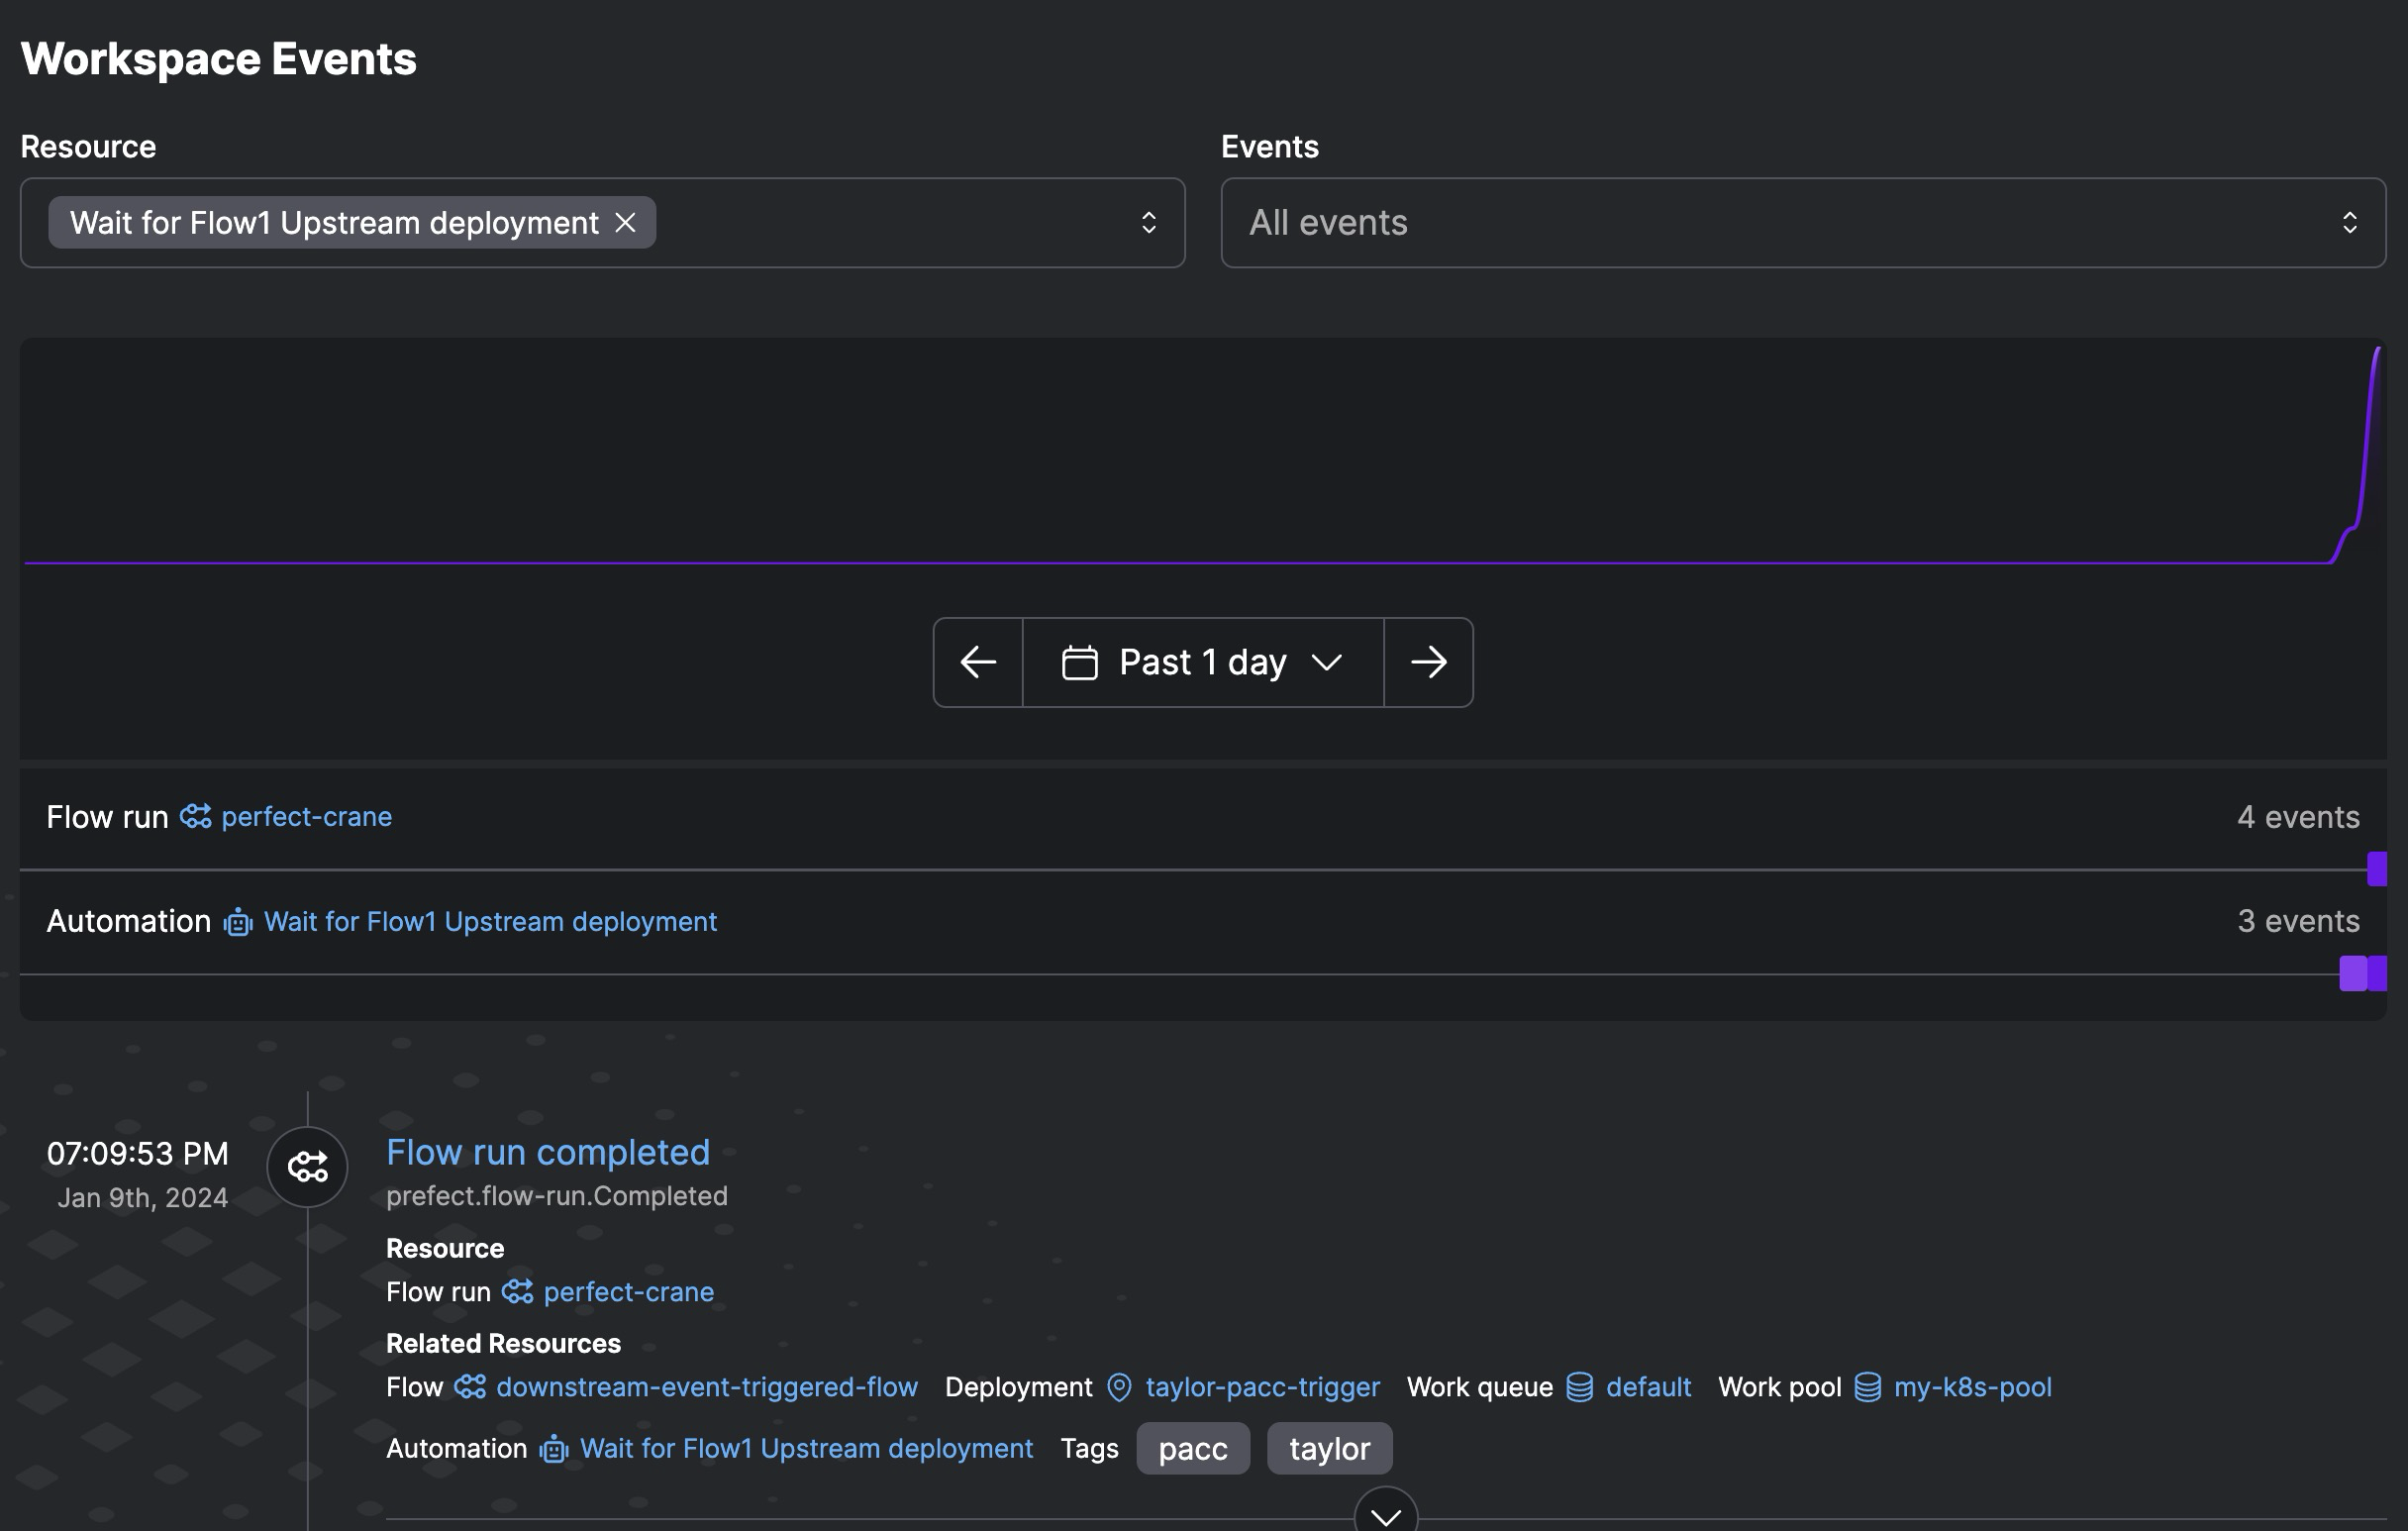 Workspace Events
Resource
Events
Wait for Flow1 Upstream deployment
All events
Past 1 day
Flow run perfect-crane 4 events
Automation Wait for Flow1 Upstream deployment 3 events
07:09:53 PM
Jan 9th, 2024
Flow run completed
prefect.flow-run.Completed
Resource
Flow run perfect-crane
Related Resources
Flow downstream-event-triggered-flow Deployment taylor-pacc-trigger Work queue default Work pool my-k8s-pool
Automation Wait for Flow1 Upstream deployment Tags pacc taylor